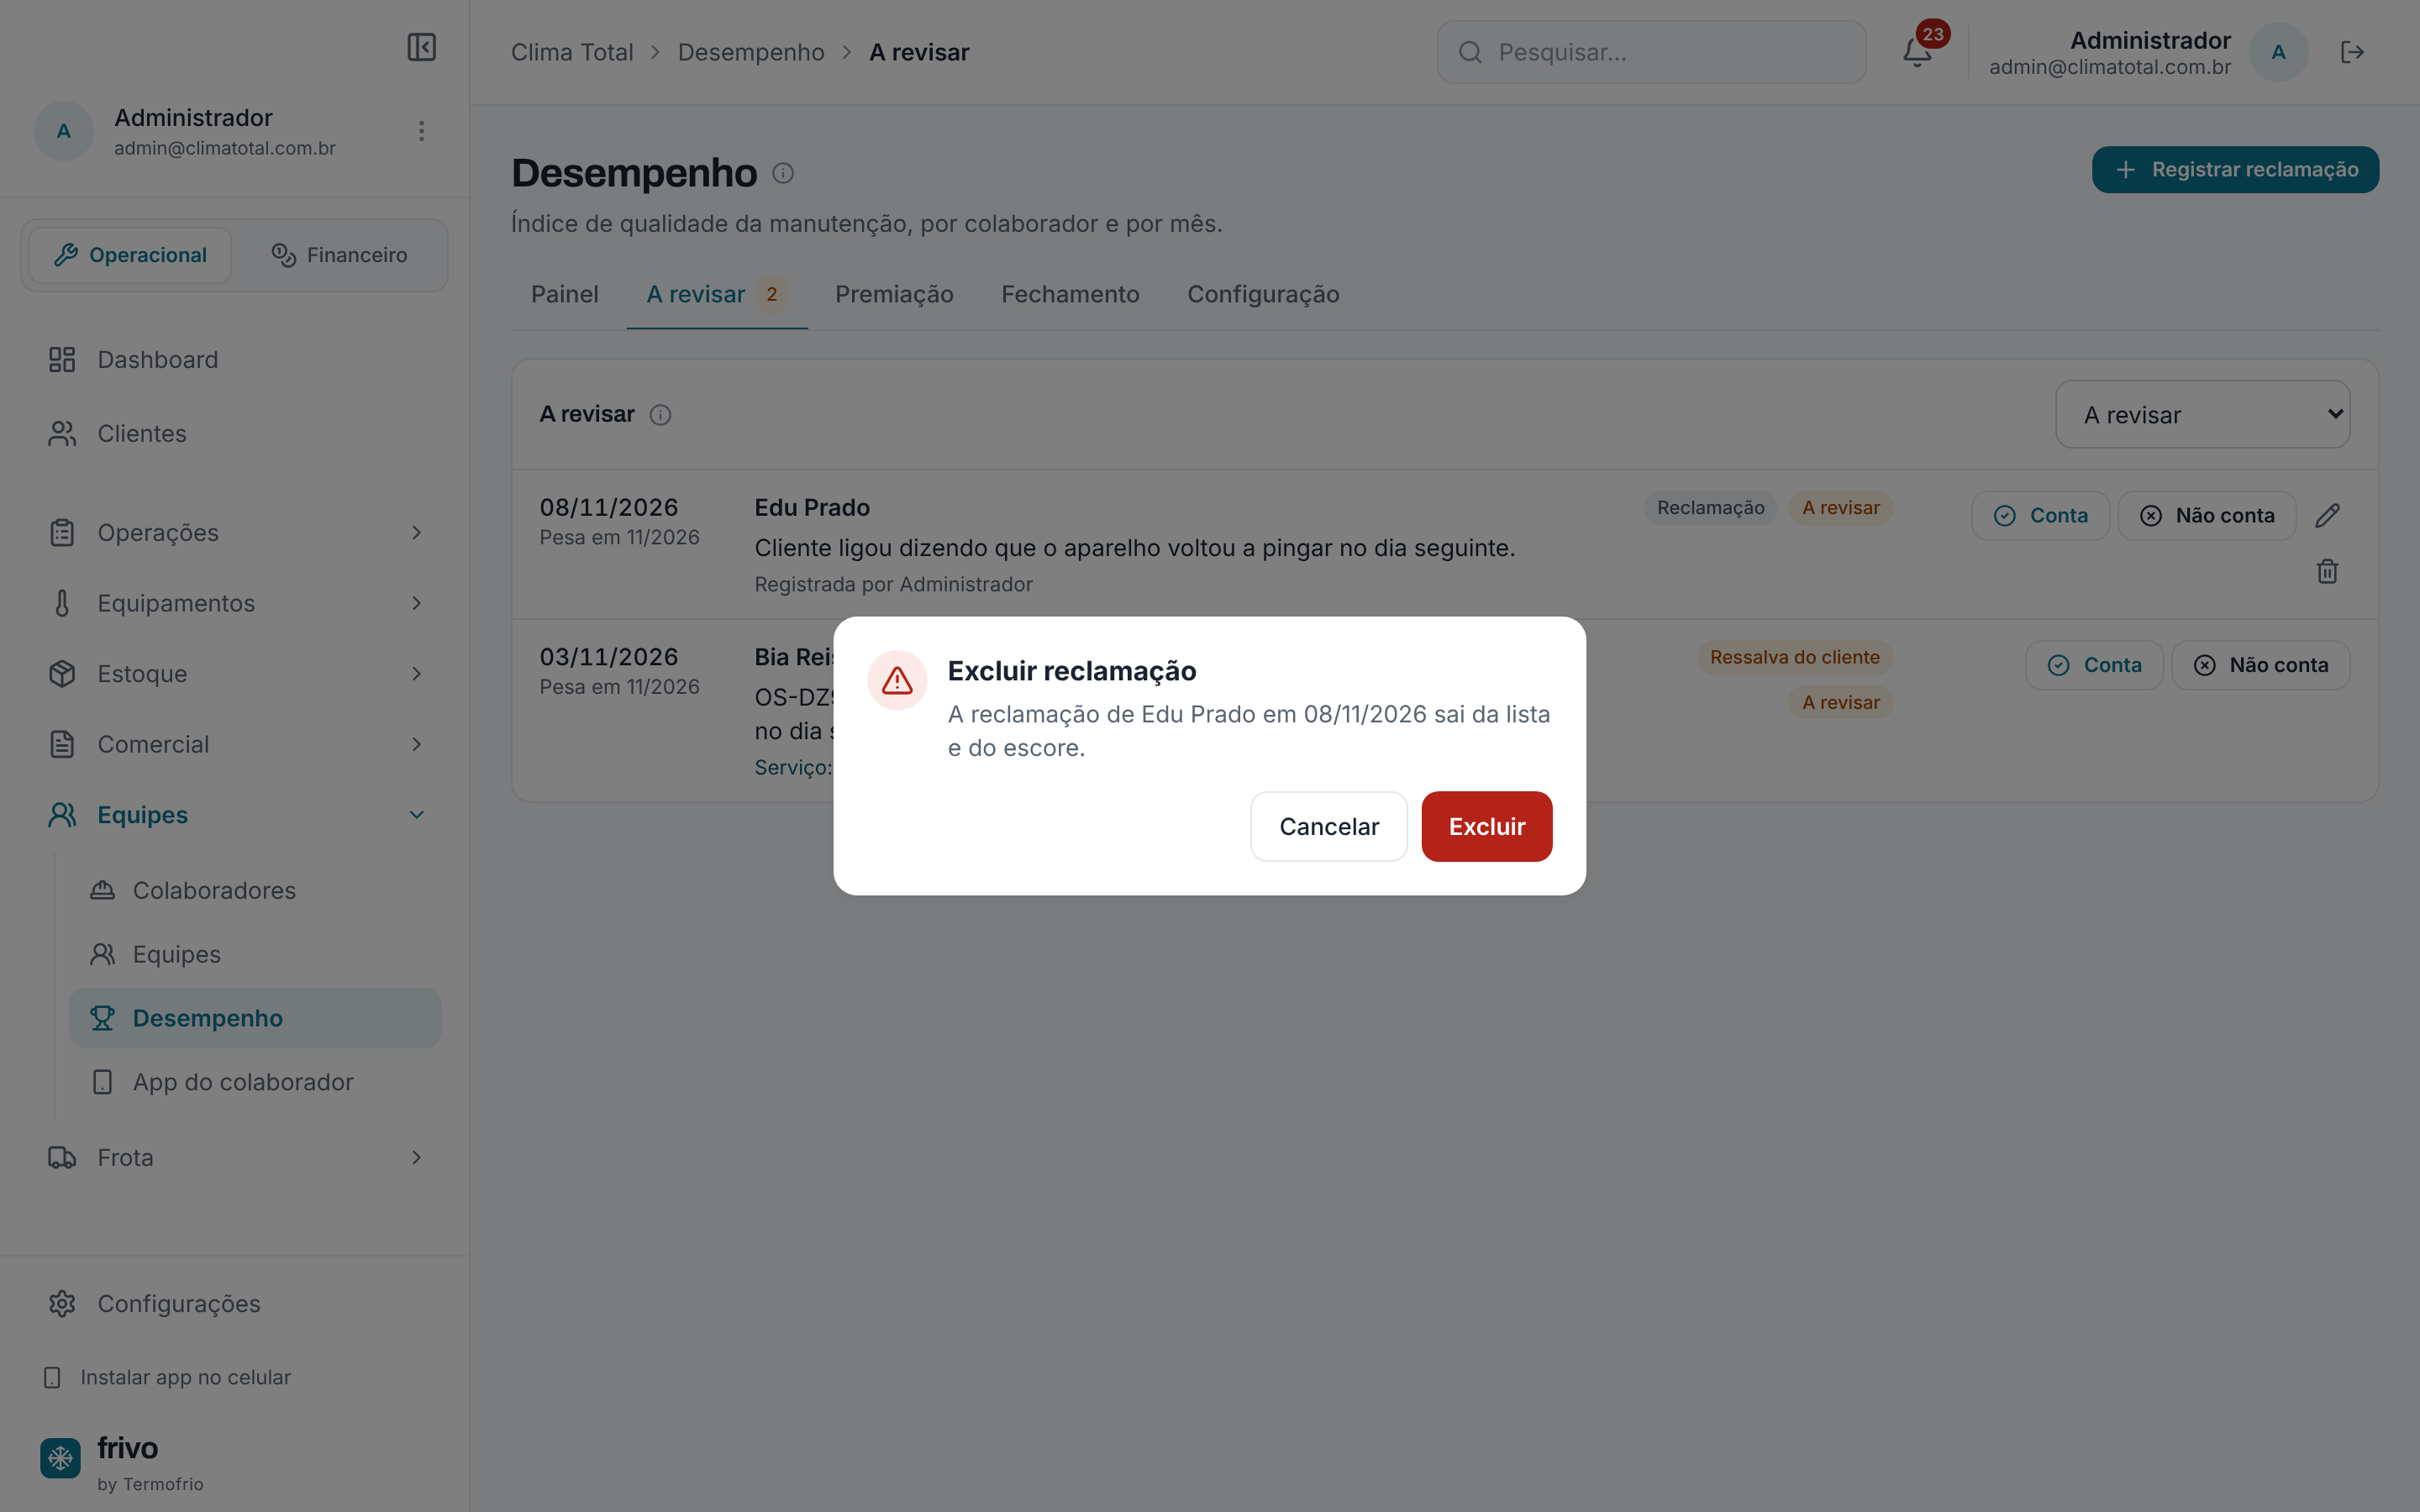 Administrador
admin@climatotal.com.br
Operacional
Financeiro
Dashboard
Clientes
Operações
Equipamentos
Estoque
Comercial
Equipes
Colaboradores
Equipes
Desempenho
App do colaborador
Frota
Configurações
Instalar app no celular
frivo
by Termofrio
Clima Total > Desempenho > A revisar
Pesquisar...
23
Administrador
admin@climatotal.com.br
A
A
Desempenho
Registrar reclamação
Índice de qualidade da manutenção, por colaborador e por mês.
Painel
A revisar 2
Premiação
Fechamento
Configuração
A revisar
A revisar
08/11/2026
Pesa em 11/2026
Edu Prado
Cliente ligou dizendo que o aparelho voltou a pingar no dia seguinte.
Registrada por Administrador
Reclamação
A revisar
Conta
Não conta
03/11/2026
Pesa em 11/2026
Bia
no dia
Serviço:
Ressalva do cliente
A revisar
Conta
Não conta
Excluir reclamação
A reclamação de Edu Prado em 08/11/2026 sai da lista
e do escore.
Cancelar
Excluir